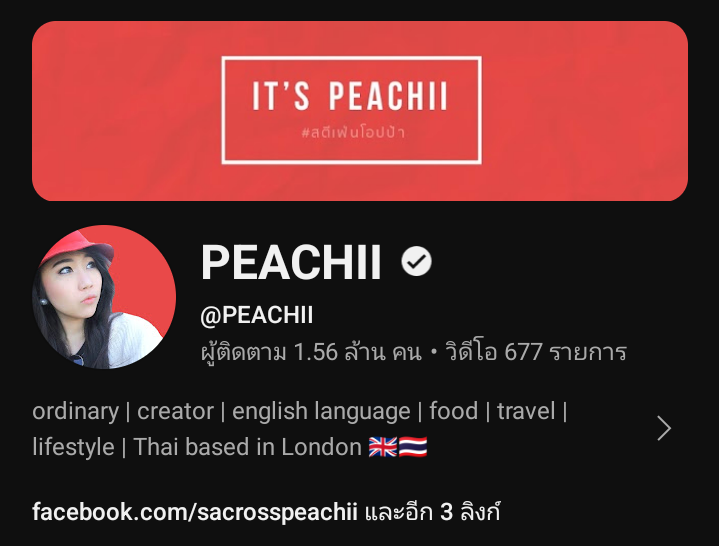 IT'S PEACHII
#สตีเฟ่นโอปป้า
PEACHII
@PEACHII
ผู้ติดตาม 1.56 ล้าน คน • วิดีโอ 677 รายการ
ordinary | creator | english language | food | travel |
lifestyle | Thai based in London 🇬🇧🇹🇭
facebook.com/sacrosspeachii และอีก 3 ลิงก์